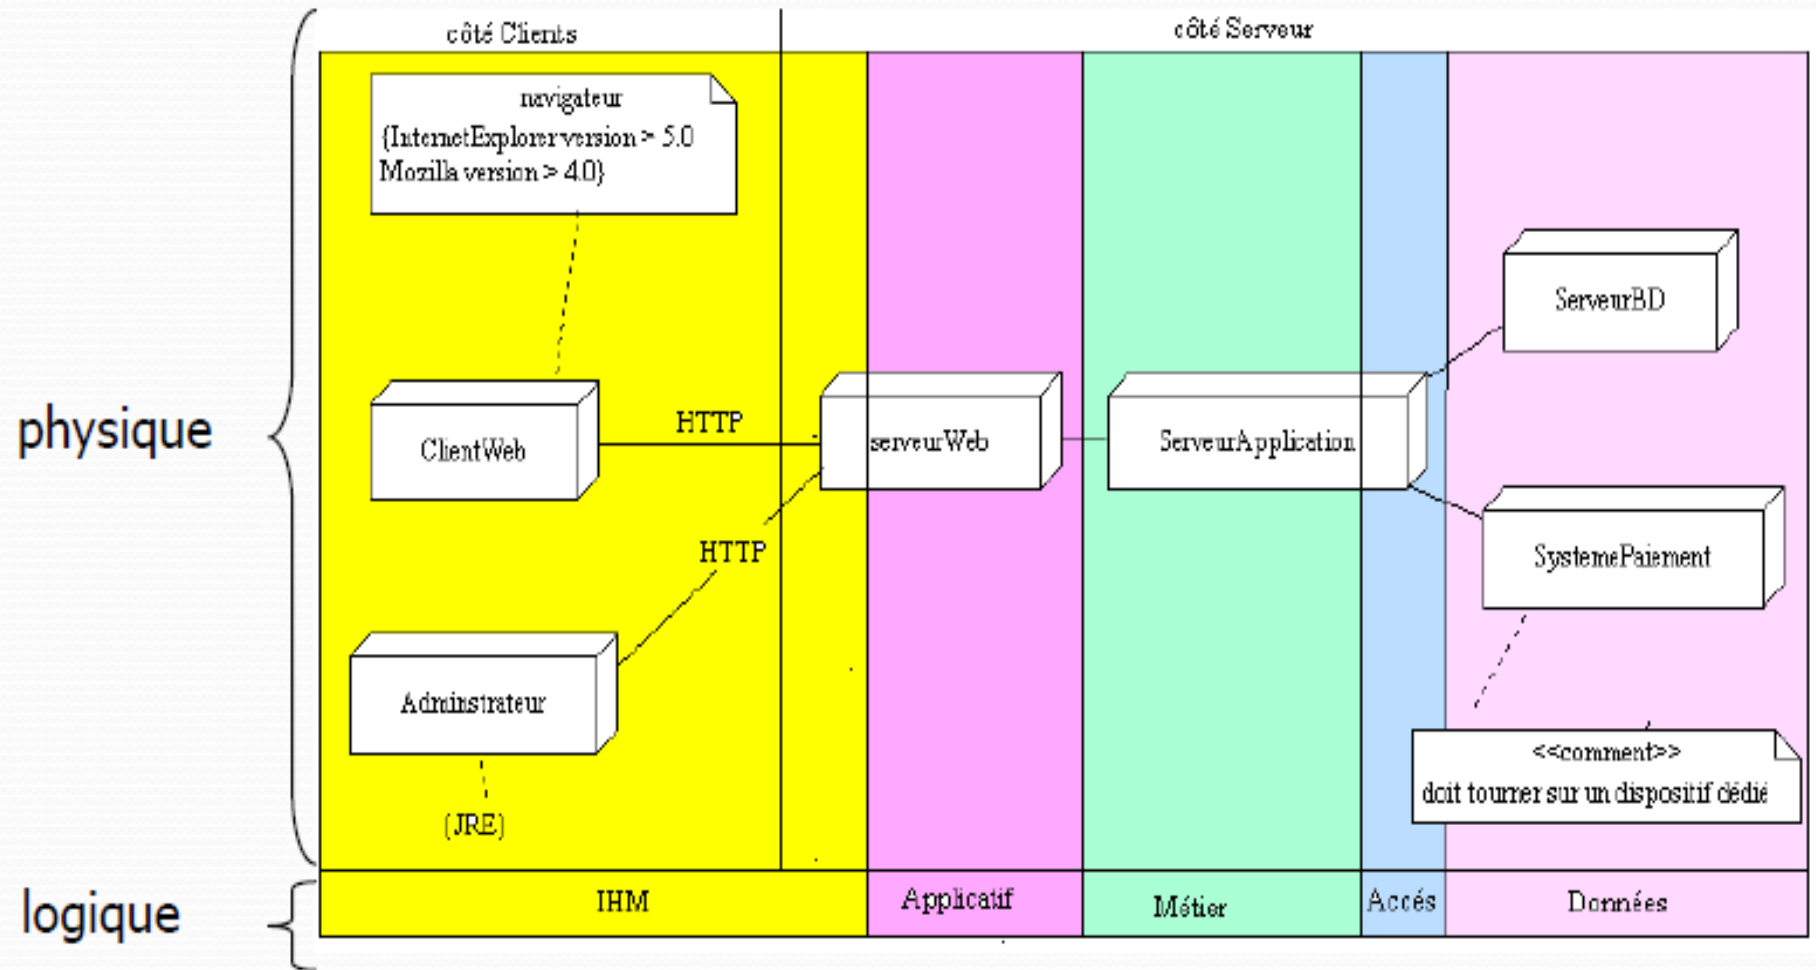 côté Clients
côté Serveur
navigateur
{InternetExplorer version > 5.0
Mozilla version > 4.0}
ServeurBD
physique
ClientWeb
HTTP
serveurWeb
ServeurApplication
HTTP
SystemePaiement
Adminstrateur
{JRE}
<<comment>>
doit tourner sur un dispositif dédié
logique
IHM
Applicatif
Métier
Accés
Données